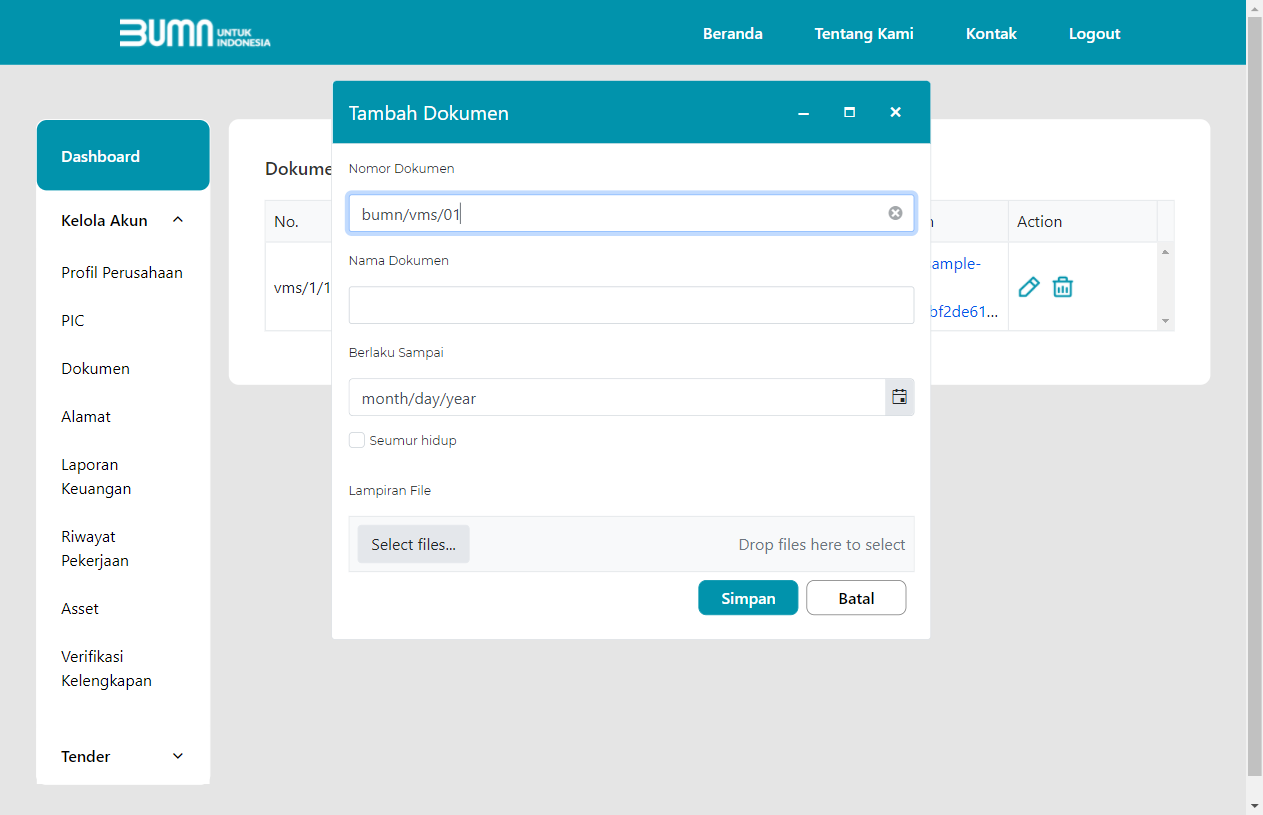 BUMN UNTUK INDONESIA
Beranda
Tentang Kami
Kontak
Logout
Dashboard
Kelola Akun
Profil Perusahaan
PIC
Dokumen
Alamat
Laporan
Keuangan
Riwayat
Pekerjaan
Asset
Verifikasi
Kelengkapan
Tender
Tambah Dokumen
Nomor Dokumen
bumn/vms/01
Nama Dokumen
Berlaku Sampai
month/day/year
Seumur hidup
Lampiran File
Select files...
Drop files here to select
Simpan
Batal
Dokume
No.
Action
vms/1/1
ample-
bf2de61...